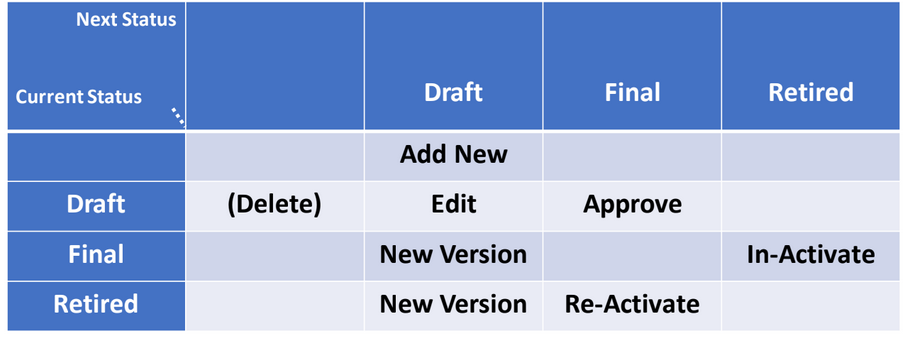 Next Status
Current Status
Draft Final Retired
Add New
Draft (Delete) Edit Approve
Final New Version In-Activate
Retired New Version Re-Activate